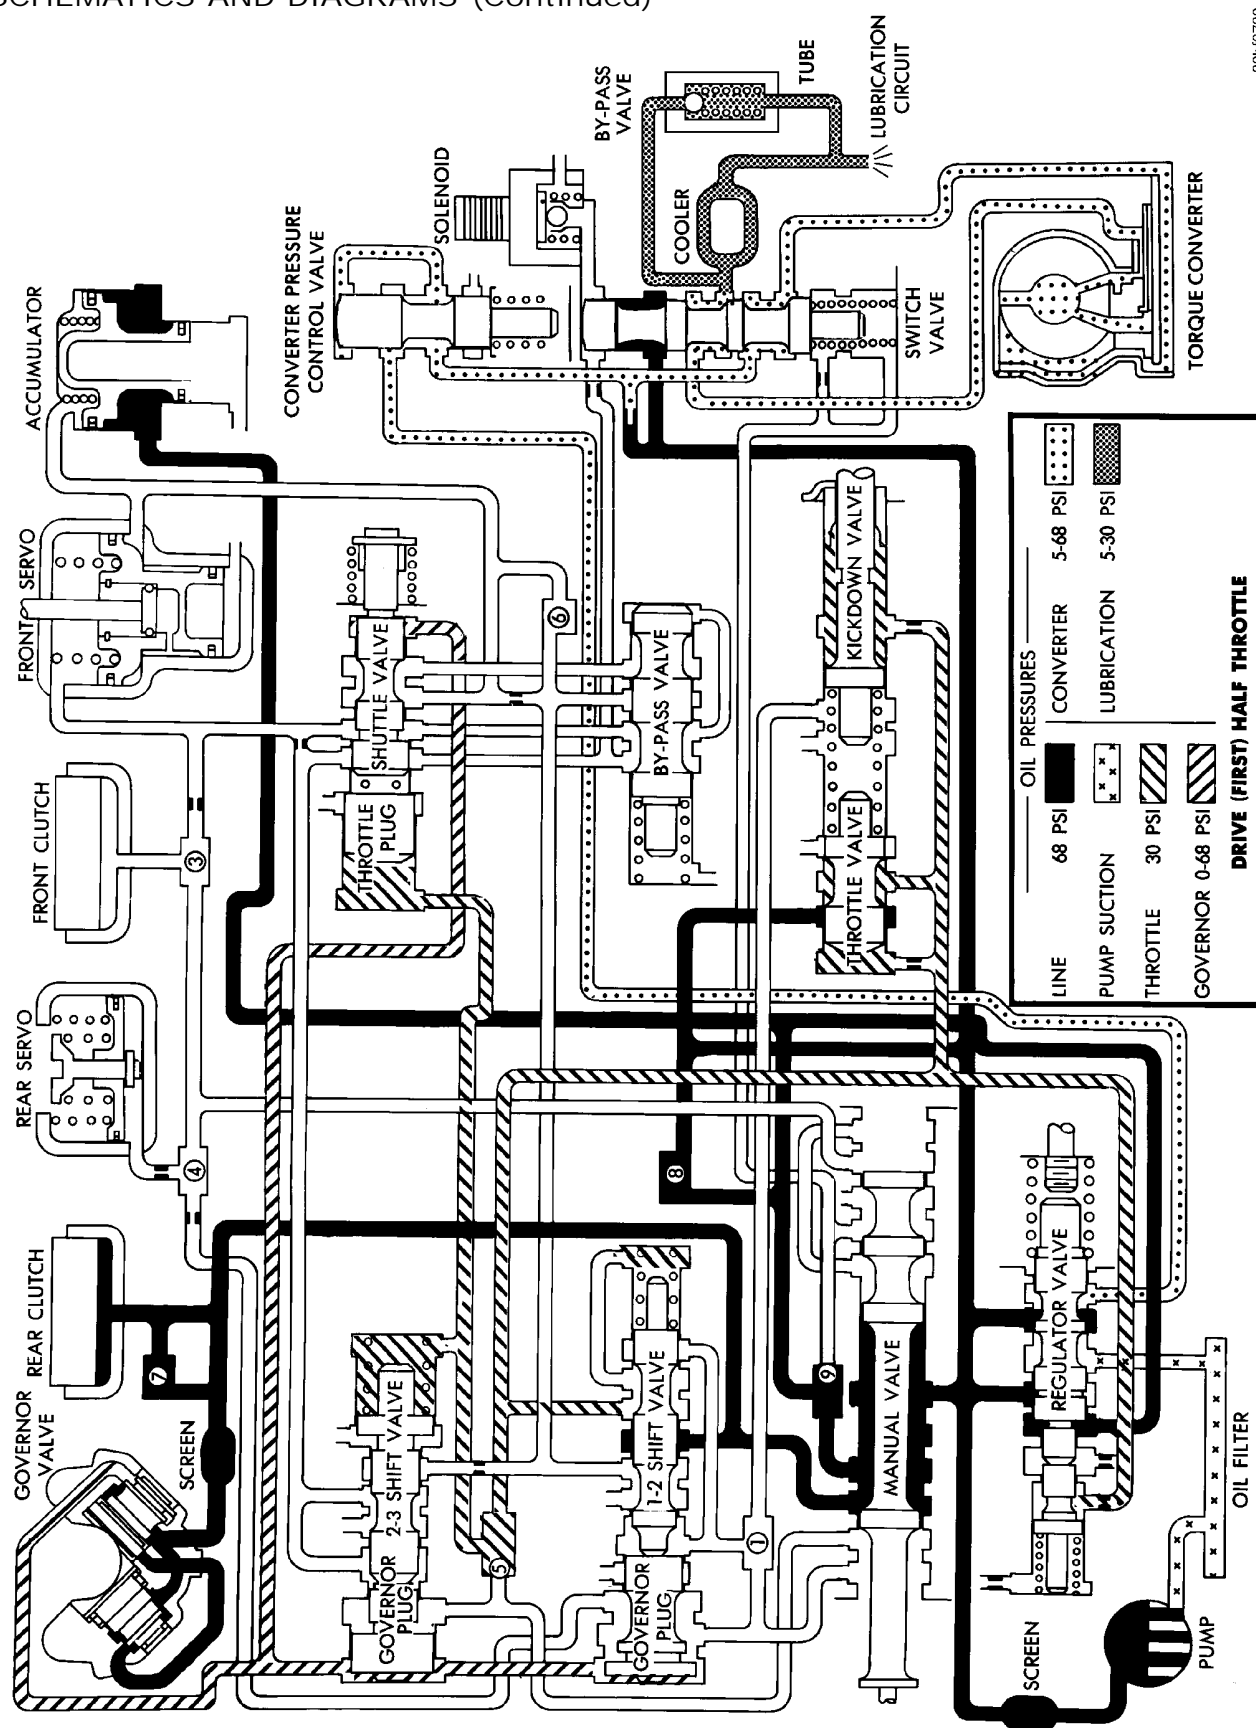 SCHEMATICS AND DIAGRAMS (Continued)
ACCUMULATOR
FRONT SERVO
FRONT CLUTCH
REAR SERVO
REAR CLUTCH
GOVERNOR
VALVE
SCREEN
CONVERTER PRESSURE
CONTROL VALVE
SOLENOID
BY-PASS
VALVE
TUBE
LUBRICATION
CIRCUIT
COOLER
SWITCH
VALVE
TORQUE CONVERTER
SHUTTLE VALVE
THROTTLE
PLUG
BY-PASS VALVE
KICKDOWN VALVE
THROTTLE VALVE
2-3 SHIFT VALVE
GOVERNOR
PLUG
1-2 SHIFT VALVE
GOVERNOR
PLUG
MANUAL VALVE
REGULATOR VALVE
SCREEN
PUMP
OIL FILTER
3
4
7
6
5
8
1
9
OIL PRESSURES
LINE 68 PSI CONVERTER 5-68 PSI
PUMP SUCTION LUBRICATION 5-30 PSI
THROTTLE 30 PSI
GOVERNOR 0-68 PSI
DRIVE (FIRST) HALF THROTTLE